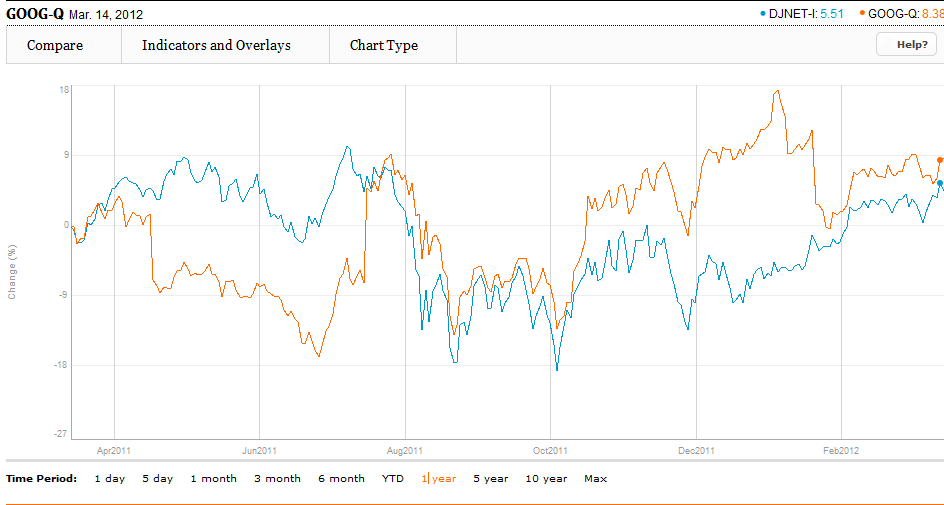 GOOG-Q Mar. 14, 2012 DJNET-I: 5.51 GOOG-Q: 8.38
Compare Indicators and Overlays Chart Type Help?
18
9
0
-9
-18
-27
Change (%)
Apr2011 Jun2011 Aug2011 Oct2011 Dec2011 Feb2012
Time Period: 1 day 5 day 1 month 3 month 6 month YTD 1 year 5 year 10 year Max